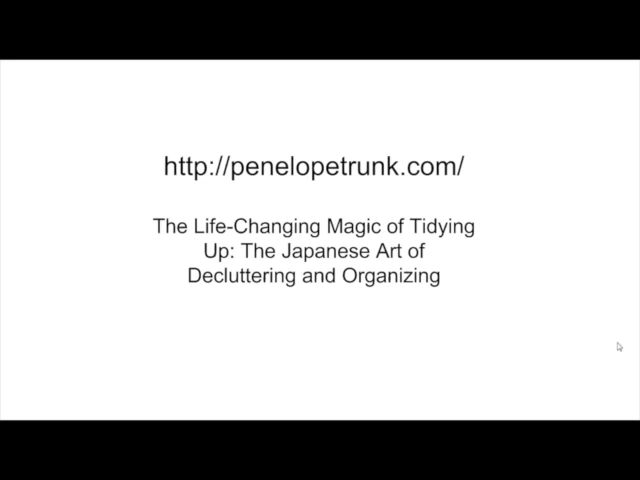 http://penelopetrunk.com/
The Life-Changing Magic of Tidying
Up: The Japanese Art of
Decluttering and Organizing